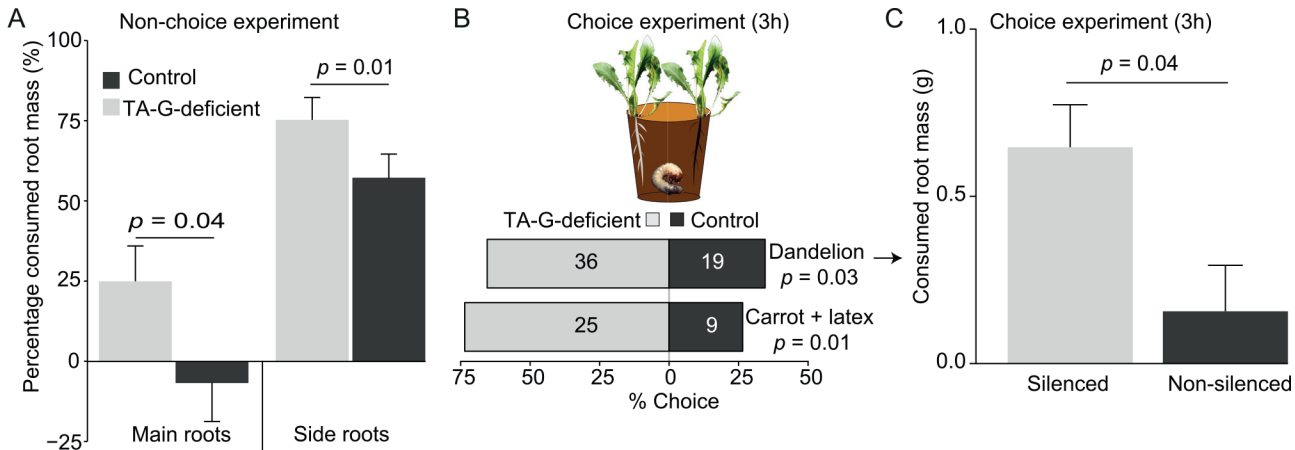 A
Non-choice experiment
Percentage consumed root mass (%)
100
75
50
25
0
−25
Control
TA-G-deficient
p = 0.04
p = 0.01
Main roots
Side roots
B
Choice experiment (3h)
TA-G-deficient
Control
36
19
Dandelion
p = 0.03
25
9
Carrot + latex
p = 0.01
75
25
0
25
50
% Choice
C
Choice experiment (3h)
Consumed root mass (g)
1.0
0.5
0.0
p = 0.04
Silenced
Non-silenced